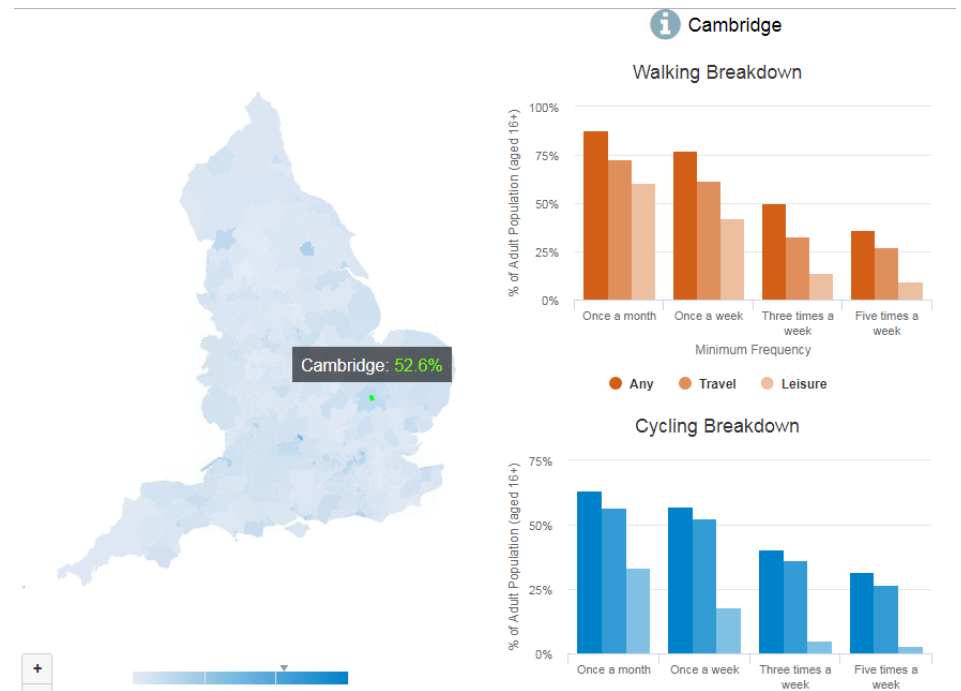 Cambridge
Walking Breakdown
% of Adult Population (aged 16+)
100%
75%
50%
25%
0%
Once a month
Once a week
Three times a
week
Five times a
week
Minimum Frequency
Any
Travel
Leisure
Cambridge: 52.6%
Cycling Breakdown
% of Adult Population (aged 16+)
75%
50%
25%
0%
Once a month
Once a week
Three times a
week
Five times a
week
+